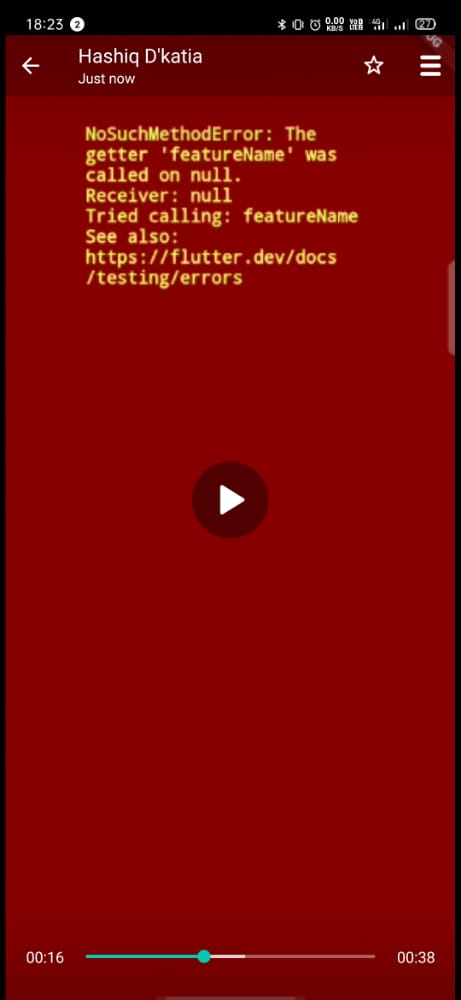 18:23
2
0.00
KB/S
4G
27
Hashiq D'katia
Just now
NoSuchMethodError: The
getter 'featureName' was
called on null.
Receiver: null
Tried calling: featureName
See also:
https://flutter.dev/docs
/testing/errors
00:16
00:38